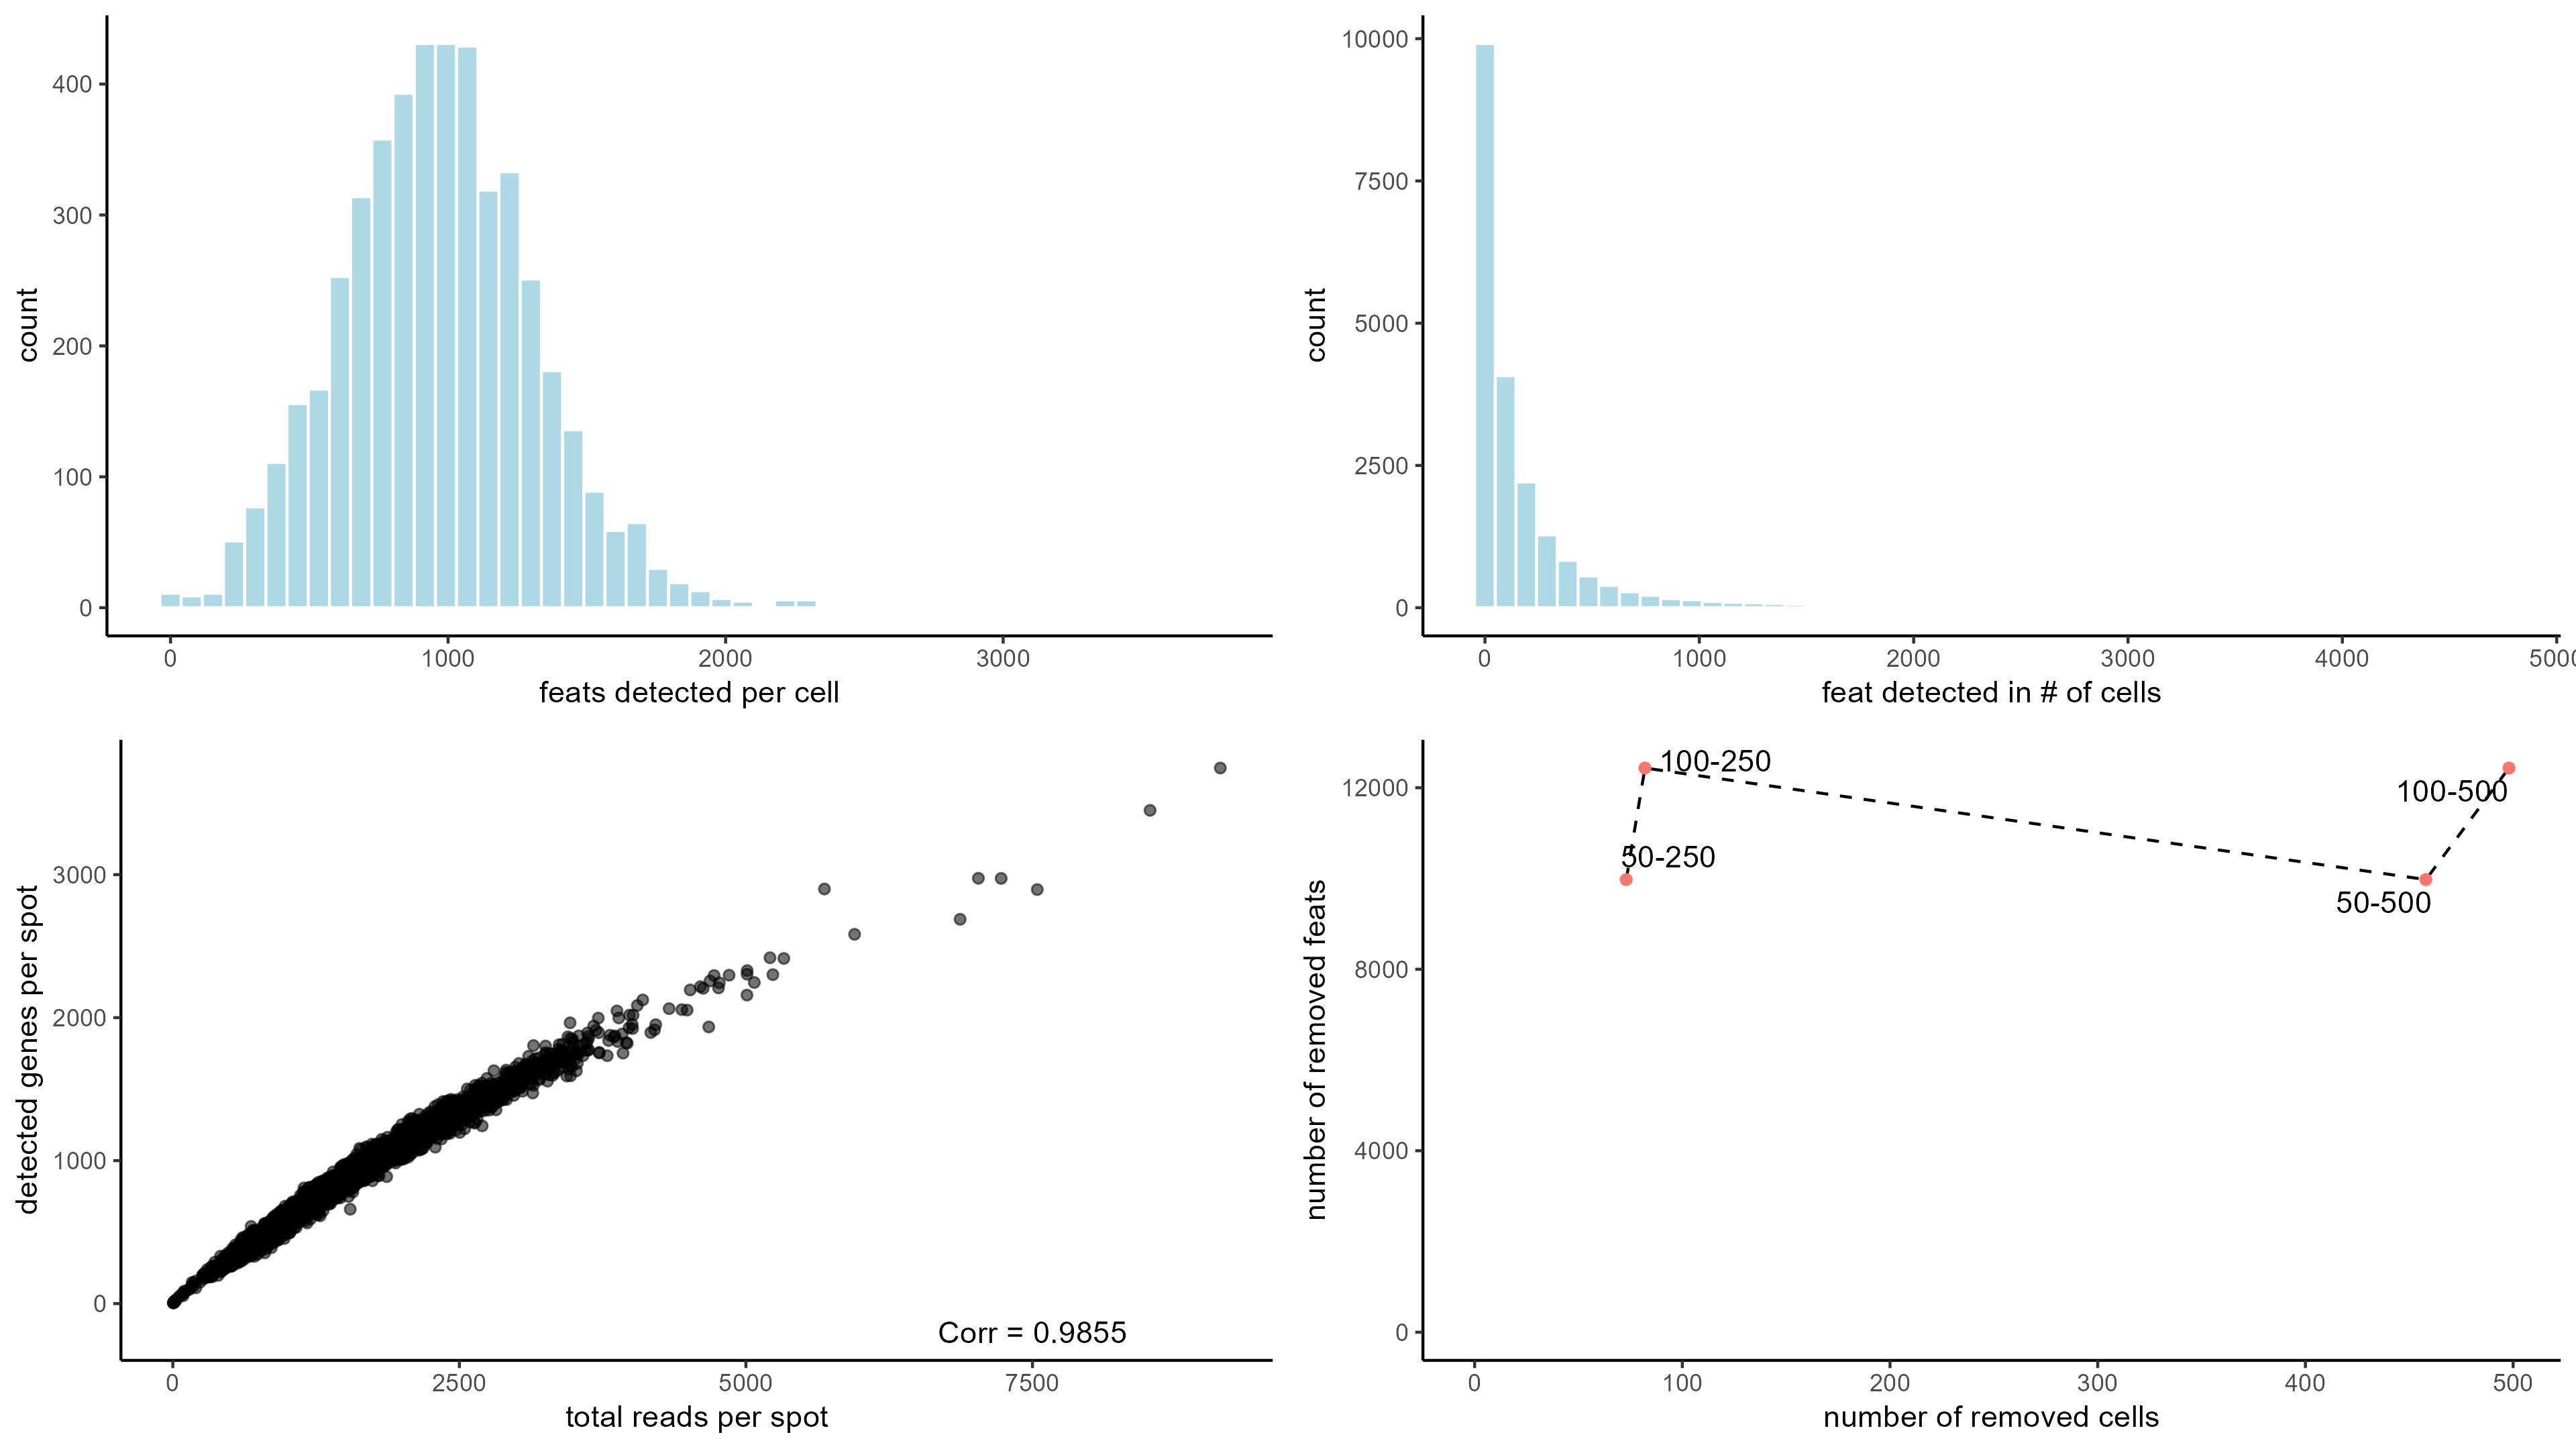 400
300
200
100
0
count
0 1000 2000 3000
feats detected per cell
10000
7500
5000
2500
0
count
0 1000 2000 3000 4000 5000
feat detected in # of cells
3000
2000
1000
0
detected genes per spot
Corr = 0.9855
0 2500 5000 7500
total reads per spot
12000
8000
4000
0
number of removed feats
100-250
100-500
50-250
50-500
0 100 200 300 400 500
number of removed cells